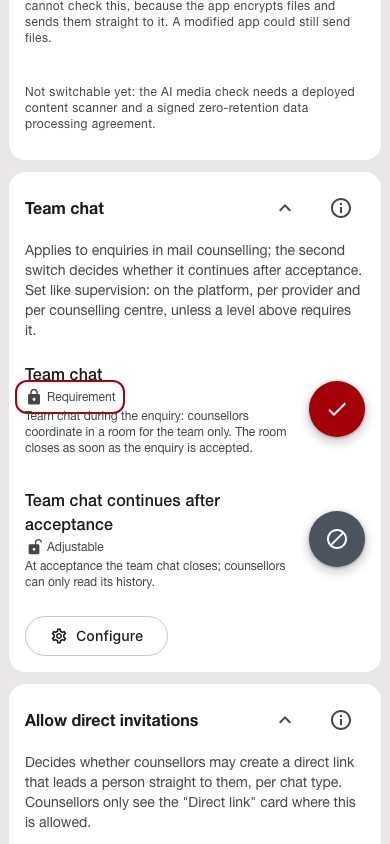 cannot check this, because the app encrypts files and
sends them straight to it. A modified app could still send
files.
Not switchable yet: the AI media check needs a deployed
content scanner and a signed zero-retention data
processing agreement.
Team chat
Applies to enquiries in mail counselling; the second
switch decides whether it continues after acceptance.
Set like supervision: on the platform, per provider and
per counselling centre, unless a level above requires
it.
Team chat
Requirement
Team chat during the enquiry: counsellors
coordinate in a room for the team only. The room
closes as soon as the enquiry is accepted.
Team chat continues after
acceptance
Adjustable
At acceptance the team chat closes; counsellors
can only read its history.
Configure
Allow direct invitations
Decides whether counsellors may create a direct link
that leads a person straight to them, per chat type.
Counsellors only see the "Direct link" card where this
is allowed.